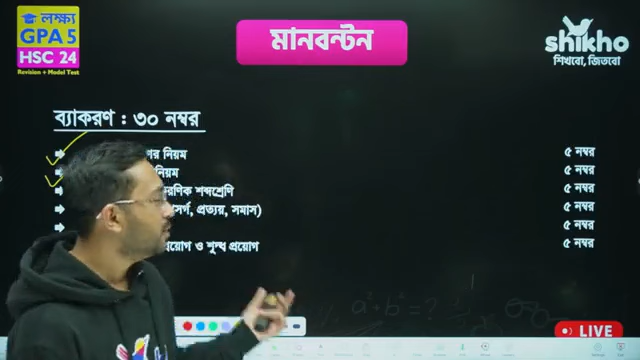 লক্ষ্য
GPA 5
HSC 24
Revision + Model Test
মানবন্টন
shikho
শিখবো, জিতবো
ব্যাকরণ : ৩০ নম্বর
নিয়ম ৫ নম্বর
নিয়ম ৫ নম্বর
শব্দশ্রেণি ৫ নম্বর
প্রত্যয়, সমাস) ৫ নম্বর
৫ নম্বর
ও শুদ্ধ প্রয়োগ ৫ নম্বর
a² + b² = ?
LIVE